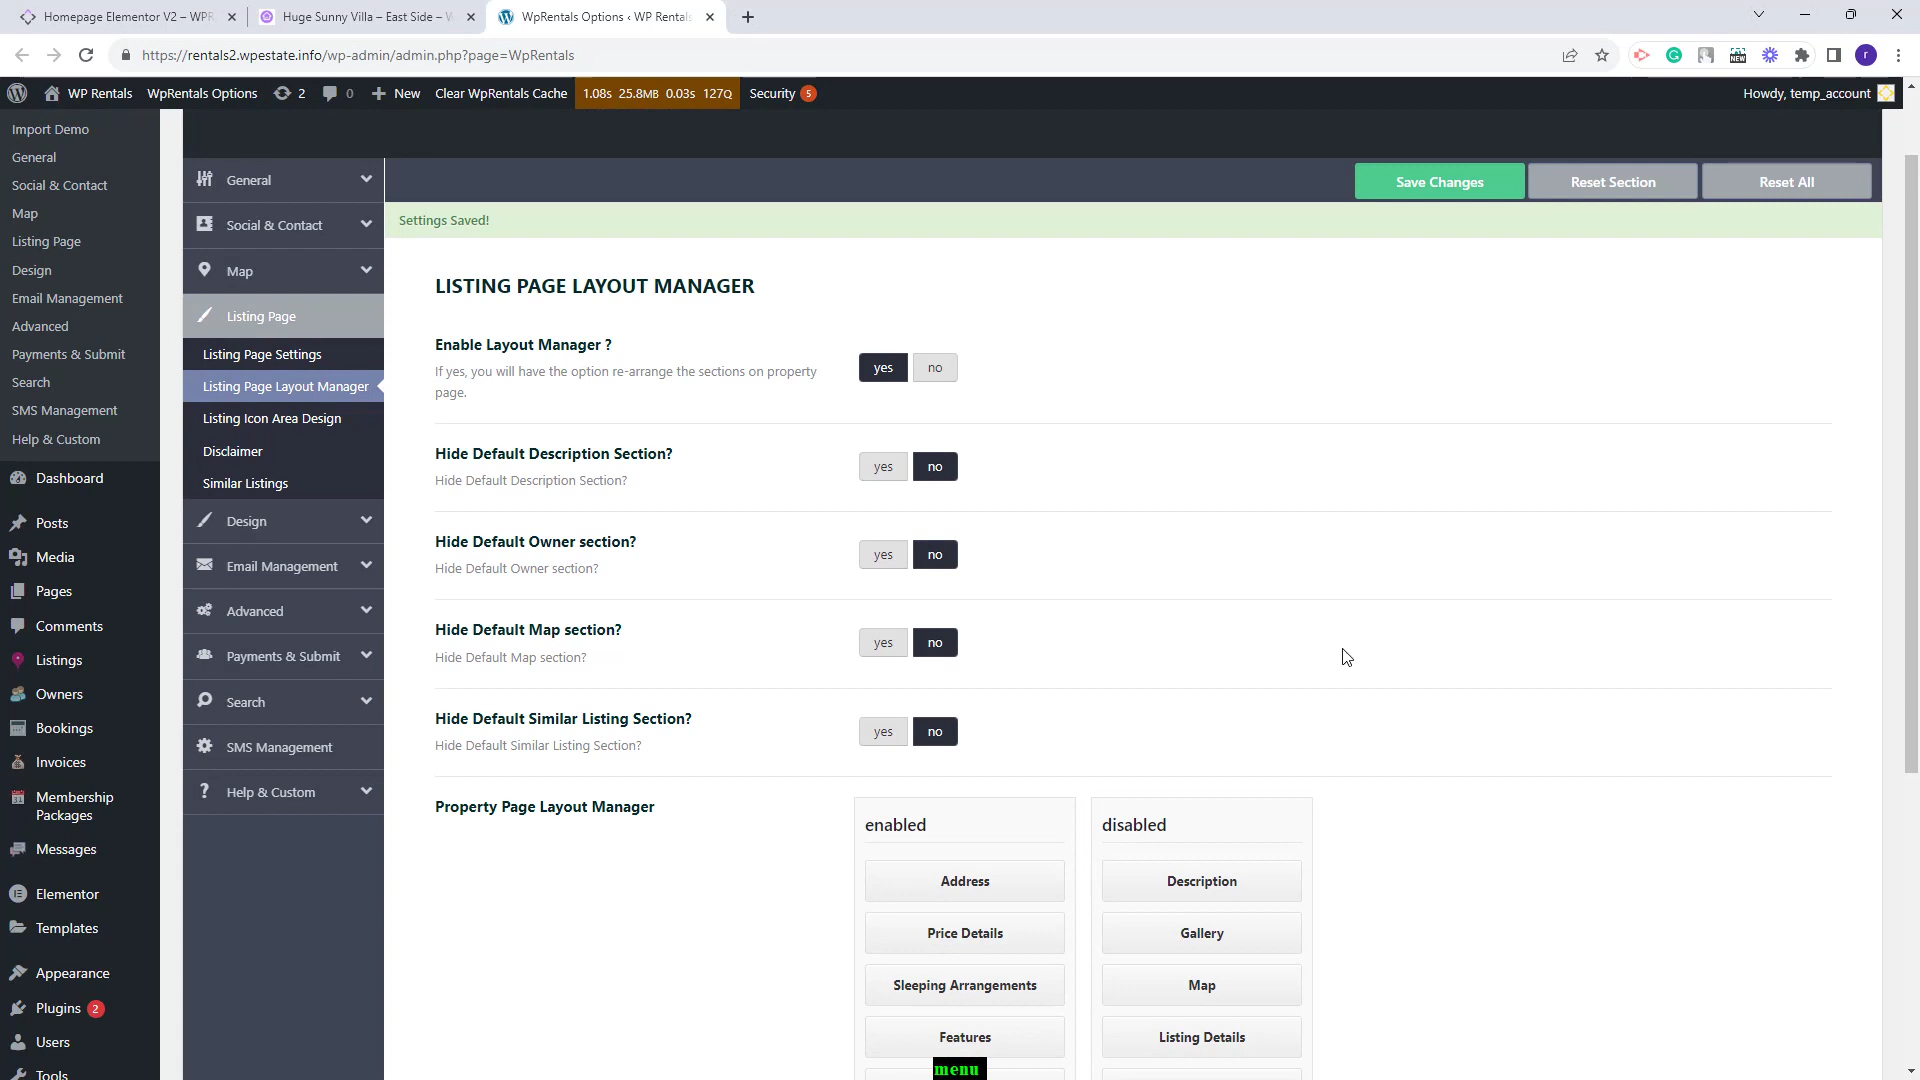 Homepage Elementor V2 – WPR
Huge Sunny Villa – East Side – W
WpRentals Options ‹ WP Rentals
https://rentals2.wpestate.info/wp-admin/admin.php?page=WpRentals
NEW
r
WP Rentals
WpRentals Options
2
0
New
Clear WpRentals Cache
1.08s 25.8MB 0.03s 127Q
Security 5
Howdy, temp_account
Import Demo
General
Social & Contact
Map
Listing Page
Design
Email Management
Advanced
Payments & Submit
Search
SMS Management
Help & Custom
Dashboard
Posts
Media
Pages
Comments
Listings
Owners
Bookings
Invoices
Membership
Packages
Messages
Elementor
Templates
Appearance
Plugins 2
Users
Tools
General
Social & Contact
Map
Listing Page
Listing Page Settings
Listing Page Layout Manager
Listing Icon Area Design
Disclaimer
Similar Listings
Design
Email Management
Advanced
Payments & Submit
Search
SMS Management
Help & Custom
Save Changes
Reset Section
Reset All
Settings Saved!
LISTING PAGE LAYOUT MANAGER
Enable Layout Manager ?
If yes, you will have the option re-arrange the sections on property
page.
yes no
Hide Default Description Section?
Hide Default Description Section?
yes no
Hide Default Owner section?
Hide Default Owner section?
yes no
Hide Default Map section?
Hide Default Map section?
yes no
Hide Default Similar Listing Section?
Hide Default Similar Listing Section?
yes no
Property Page Layout Manager
enabled
Address
Price Details
Sleeping Arrangements
Features
disabled
Description
Gallery
Map
Listing Details
menu